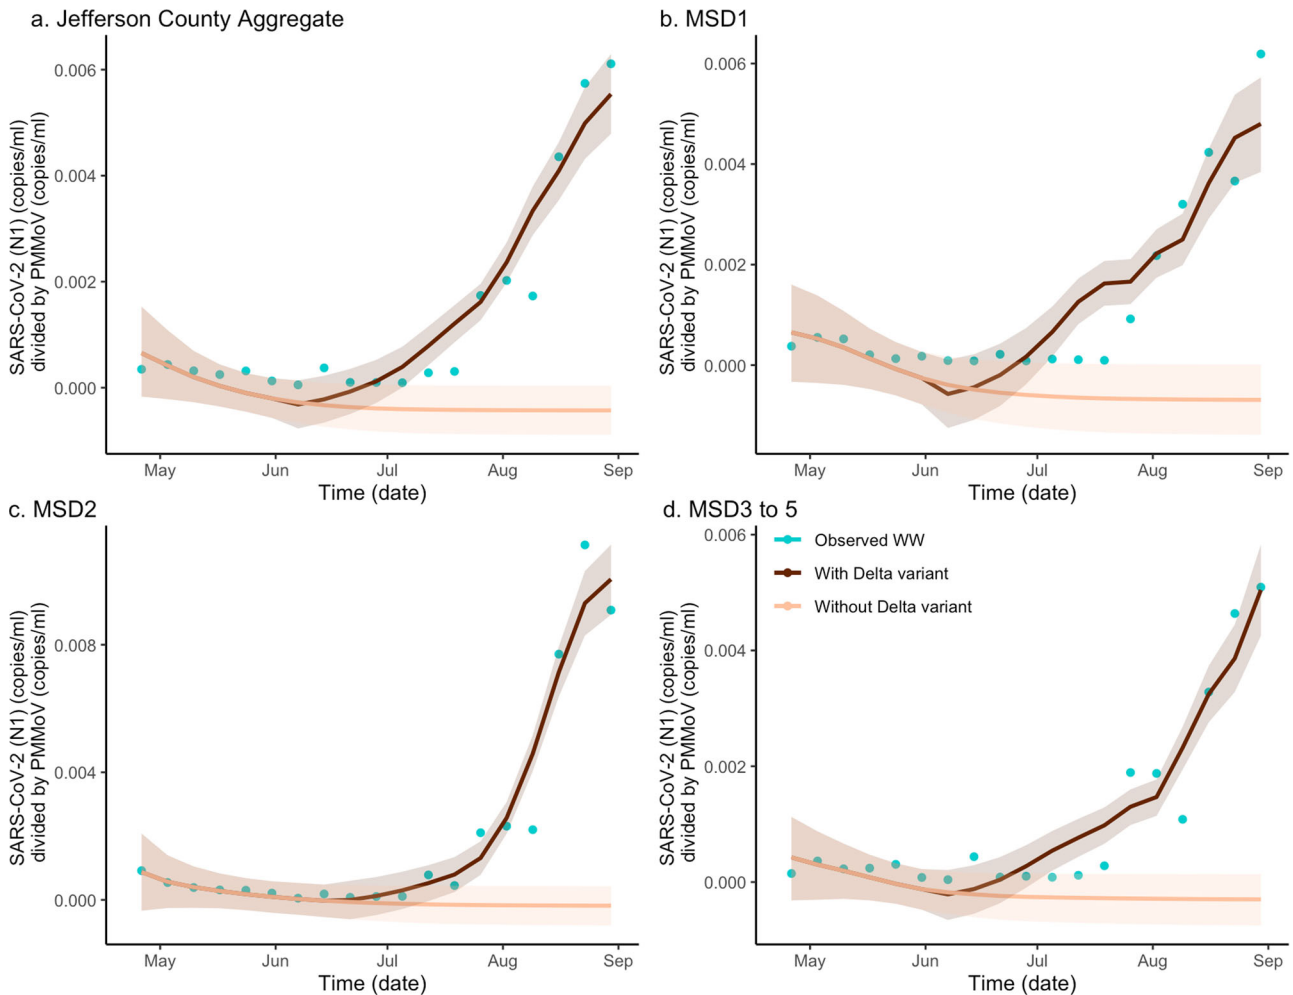 a. Jefferson County Aggregate
SARS-CoV-2 (N1) (copies/ml)
divided by PMMoV (copies/ml)
0.006
0.004
0.002
0.000
May
Jun
Jul
Aug
Sep
Time (date)
b. MSD1
SARS-CoV-2 (N1) (copies/ml)
divided by PMMoV (copies/ml)
0.006
0.004
0.002
0.000
May
Jun
Jul
Aug
Sep
Time (date)
c. MSD2
SARS-CoV-2 (N1) (copies/ml)
divided by PMMoV (copies/ml)
0.008
0.004
0.000
May
Jun
Jul
Aug
Sep
Time (date)
d. MSD3 to 5
SARS-CoV-2 (N1) (copies/ml)
divided by PMMoV (copies/ml)
0.006
0.004
0.002
0.000
Observed WW
With Delta variant
Without Delta variant
May
Jun
Jul
Aug
Sep
Time (date)